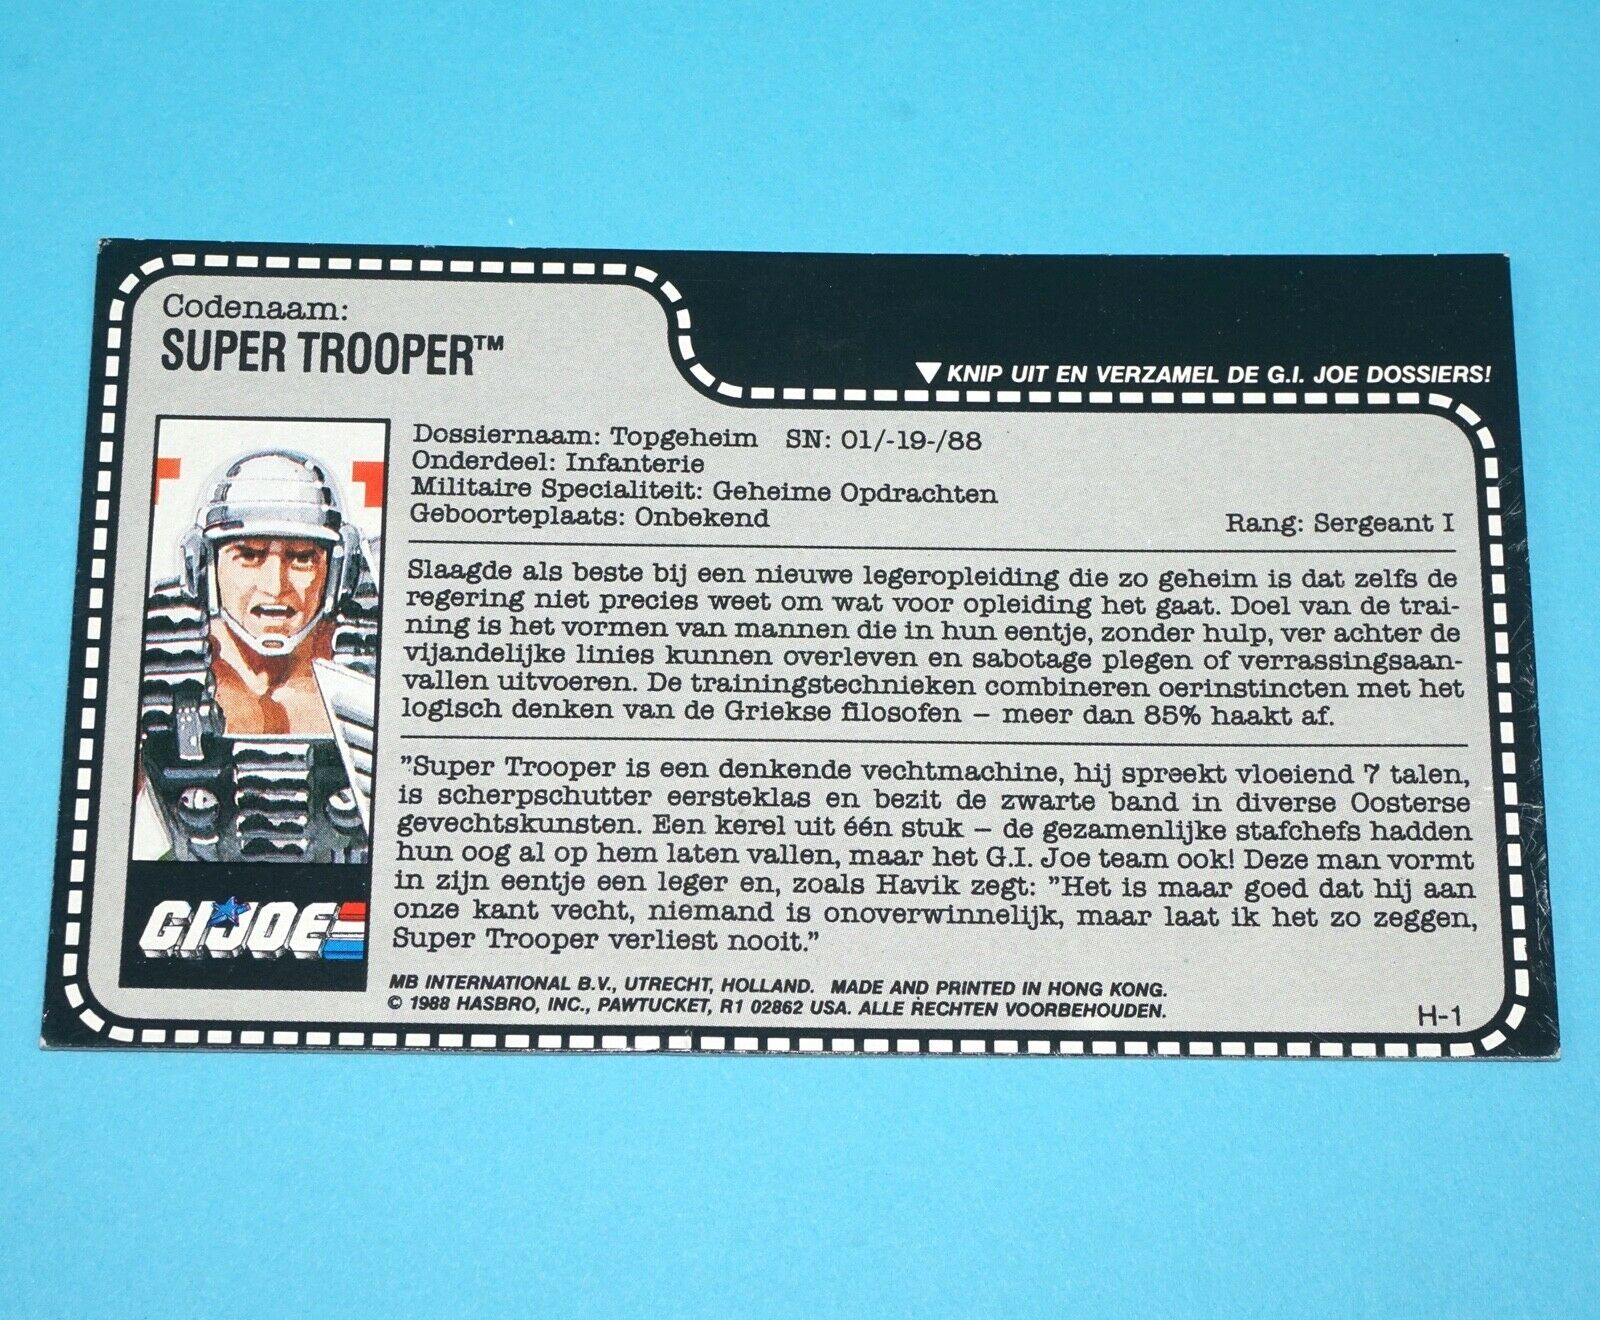 Codenaam:
SUPER TROOPER™
▼ KNIP UIT EN VERZAMEL DE G.I. JOE DOSSIERS!
Dossiernaam: Topgeheim SN: 01/-19-/88
Onderdeel: Infanterie
Militaire Specialiteit: Geheime Opdrachten
Geboorteplaats: Onbekend Rang: Sergeant I
Slaagde als beste bij een nieuwe legeropleiding die zo geheim is dat zelfs de
regering niet precies weet om wat voor opleiding het gaat. Doel van de trai-
ning is het vormen van mannen die in hun eentje, zonder hulp, ver achter de
vijandelijke linies kunnen overleven en sabotage plegen of verrassingsaan-
vallen uitvoeren. De trainingstechnieken combineren oerinstincten met het
logisch denken van de Griekse filosofen – meer dan 85% haakt af.
"Super Trooper is een denkende vechtmachine, hij spreekt vloeiend 7 talen,
is scherpschutter eersteklas en bezit de zwarte band in diverse Oosterse
gevechtskunsten. Een kerel uit één stuk – de gezamenlijke stafchefs hadden
hun oog al op hem laten vallen, maar het G.I. Joe team ook! Deze man vormt
in zijn eentje een leger en, zoals Havik zegt: "Het is maar goed dat hij aan
onze kant vecht, niemand is onoverwinnelijk, maar laat ik het zo zeggen,
Super Trooper verliest nooit."
GI JOE
MB INTERNATIONAL B.V., UTRECHT, HOLLAND. MADE AND PRINTED IN HONG KONG.
© 1988 HASBRO, INC., PAWTUCKET, R1 02862 USA. ALLE RECHTEN VOORBEHOUDEN.
H-1